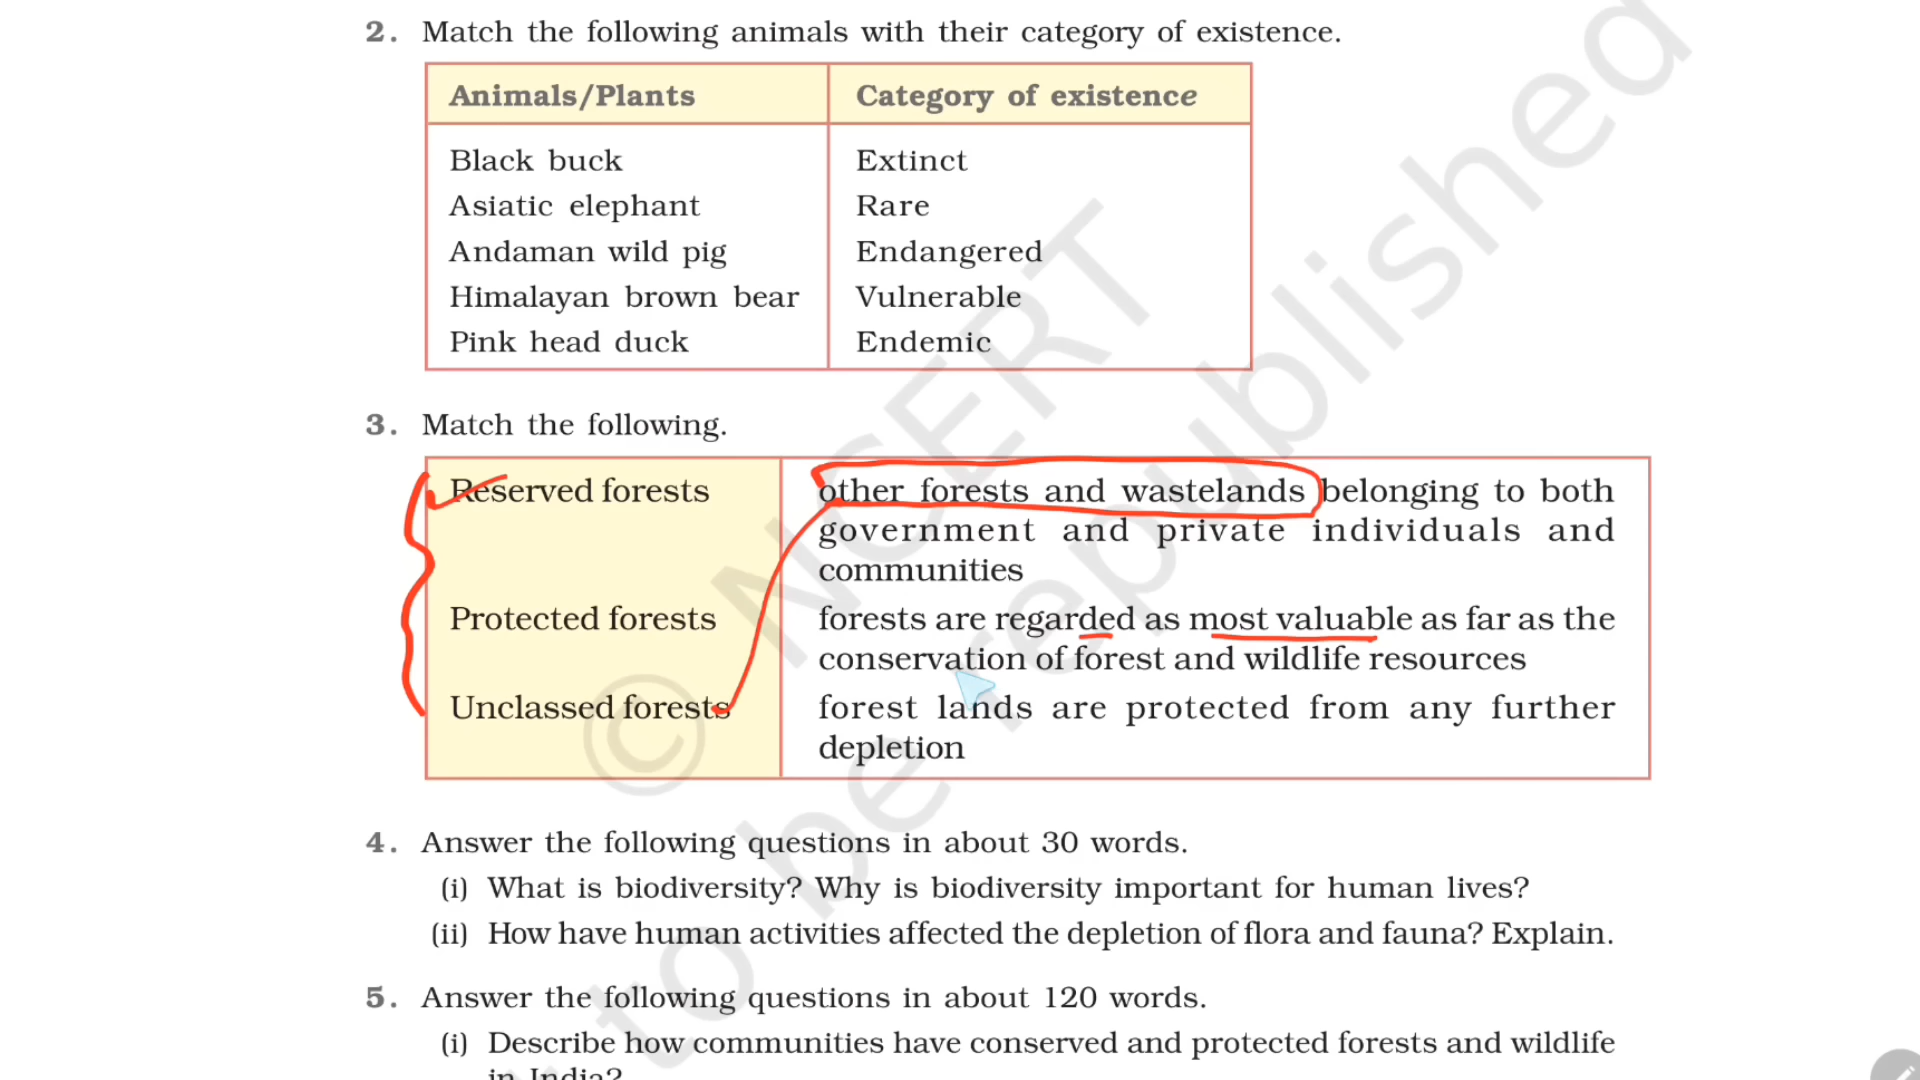 2. Match the following animals with their category of existence.
Animals/Plants Category of existence
Black buck Extinct
Asiatic elephant Rare
Andaman wild pig Endangered
Himalayan brown bear Vulnerable
Pink head duck Endemic
3. Match the following.
Reserved forests other forests and wastelands belonging to both
government and private individuals and
communities
Protected forests forests are regarded as most valuable as far as the
conservation of forest and wildlife resources
Unclassed forests forest lands are protected from any further
depletion
4. Answer the following questions in about 30 words.
(i) What is biodiversity? Why is biodiversity important for human lives?
(ii) How have human activities affected the depletion of flora and fauna? Explain.
5. Answer the following questions in about 120 words.
(i) Describe how communities have conserved and protected forests and wildlife
in India?
© NCERT
to be republished